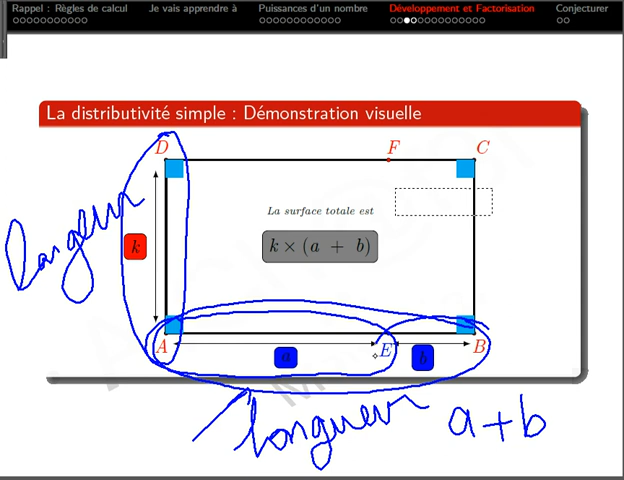 Rappel : Règles de calcul Je vais apprendre à Puissances d'un nombre Développement et Factorisation Conjecturer
La distributivité simple : Démonstration visuelle
D F C
La surface totale est
largeur k k × (a + b)
A E B
a b
longueur a+b